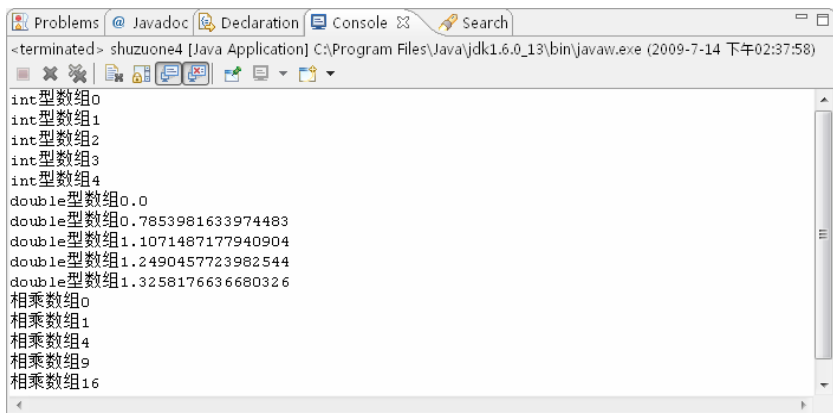 Problems @ Javadoc Declaration Console Search
<terminated> shuzuone4 [Java Application] C:\Program Files\Java\jdk1.6.0_13\bin\javaw.exe (2009-7-14 下午02:37:58)
int型数组0
int型数组1
int型数组2
int型数组3
int型数组4
double型数组0.0
double型数组0.7853981633974483
double型数组1.1071487177940904
double型数组1.2490457723982544
double型数组1.3258176636680326
相乘数组0
相乘数组1
相乘数组4
相乘数组9
相乘数组16